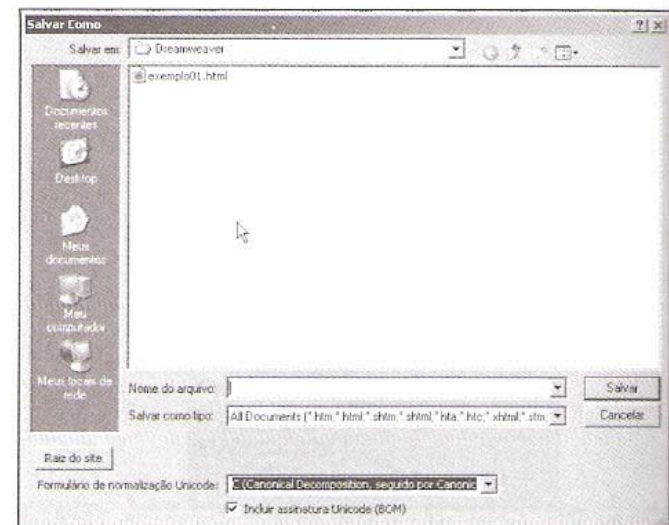 Salvar Como
Salvar em: Dreamweaver
exemplo01.html
Documentos recentes
Desktop
Meus documentos
Meu computador
Meus locais de rede
Nome do arquivo:
Salvar
Salvar como tipo: All Documents (*.htm,*.html,*.shtm,*.shtml,*.hta,*.htc,*.xhtml,*.stm,
Cancelar
Raiz do site
Formulário de normalização Unicode: C (Canonical Decomposition, seguido por Canonic
Incluir assinatura Unicode (BOM)